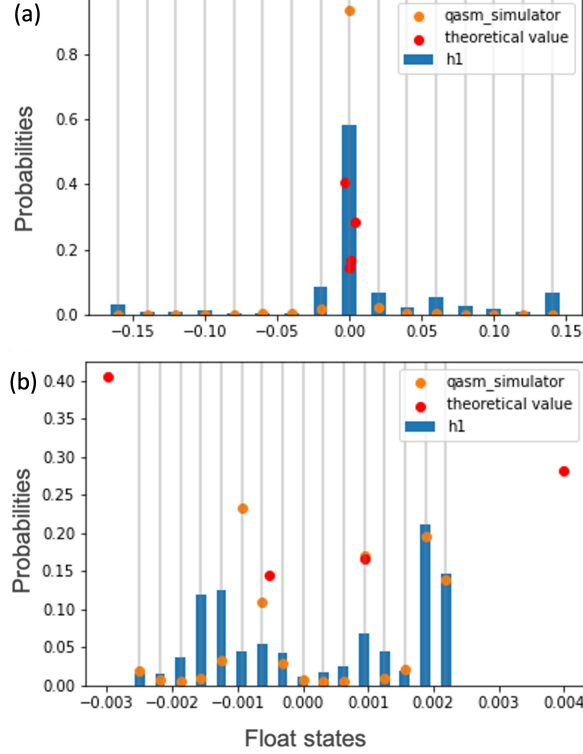 (a)
qasm_simulator
theoretical value
h1
Probabilities
0.8
0.6
0.4
0.2
0.0
−0.15
−0.10
−0.05
0.00
0.05
0.10
0.15
(b)
qasm_simulator
theoretical value
h1
Probabilities
0.40
0.35
0.30
0.25
0.20
0.15
0.10
0.05
0.00
−0.003
−0.002
−0.001
0.000
0.001
0.002
0.003
0.004
Float states